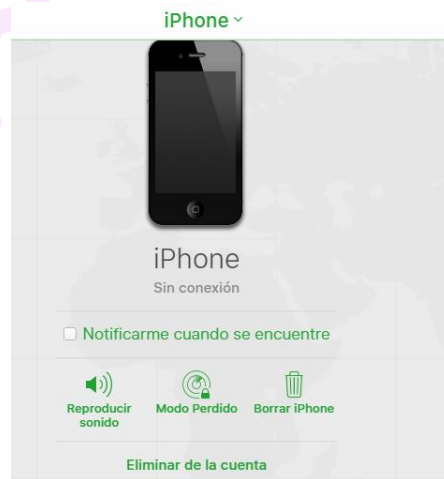 iPhone
iPhone
Sin conexión
Notificarme cuando se encuentre
Reproducir sonido
Modo Perdido
Borrar iPhone
Eliminar de la cuenta